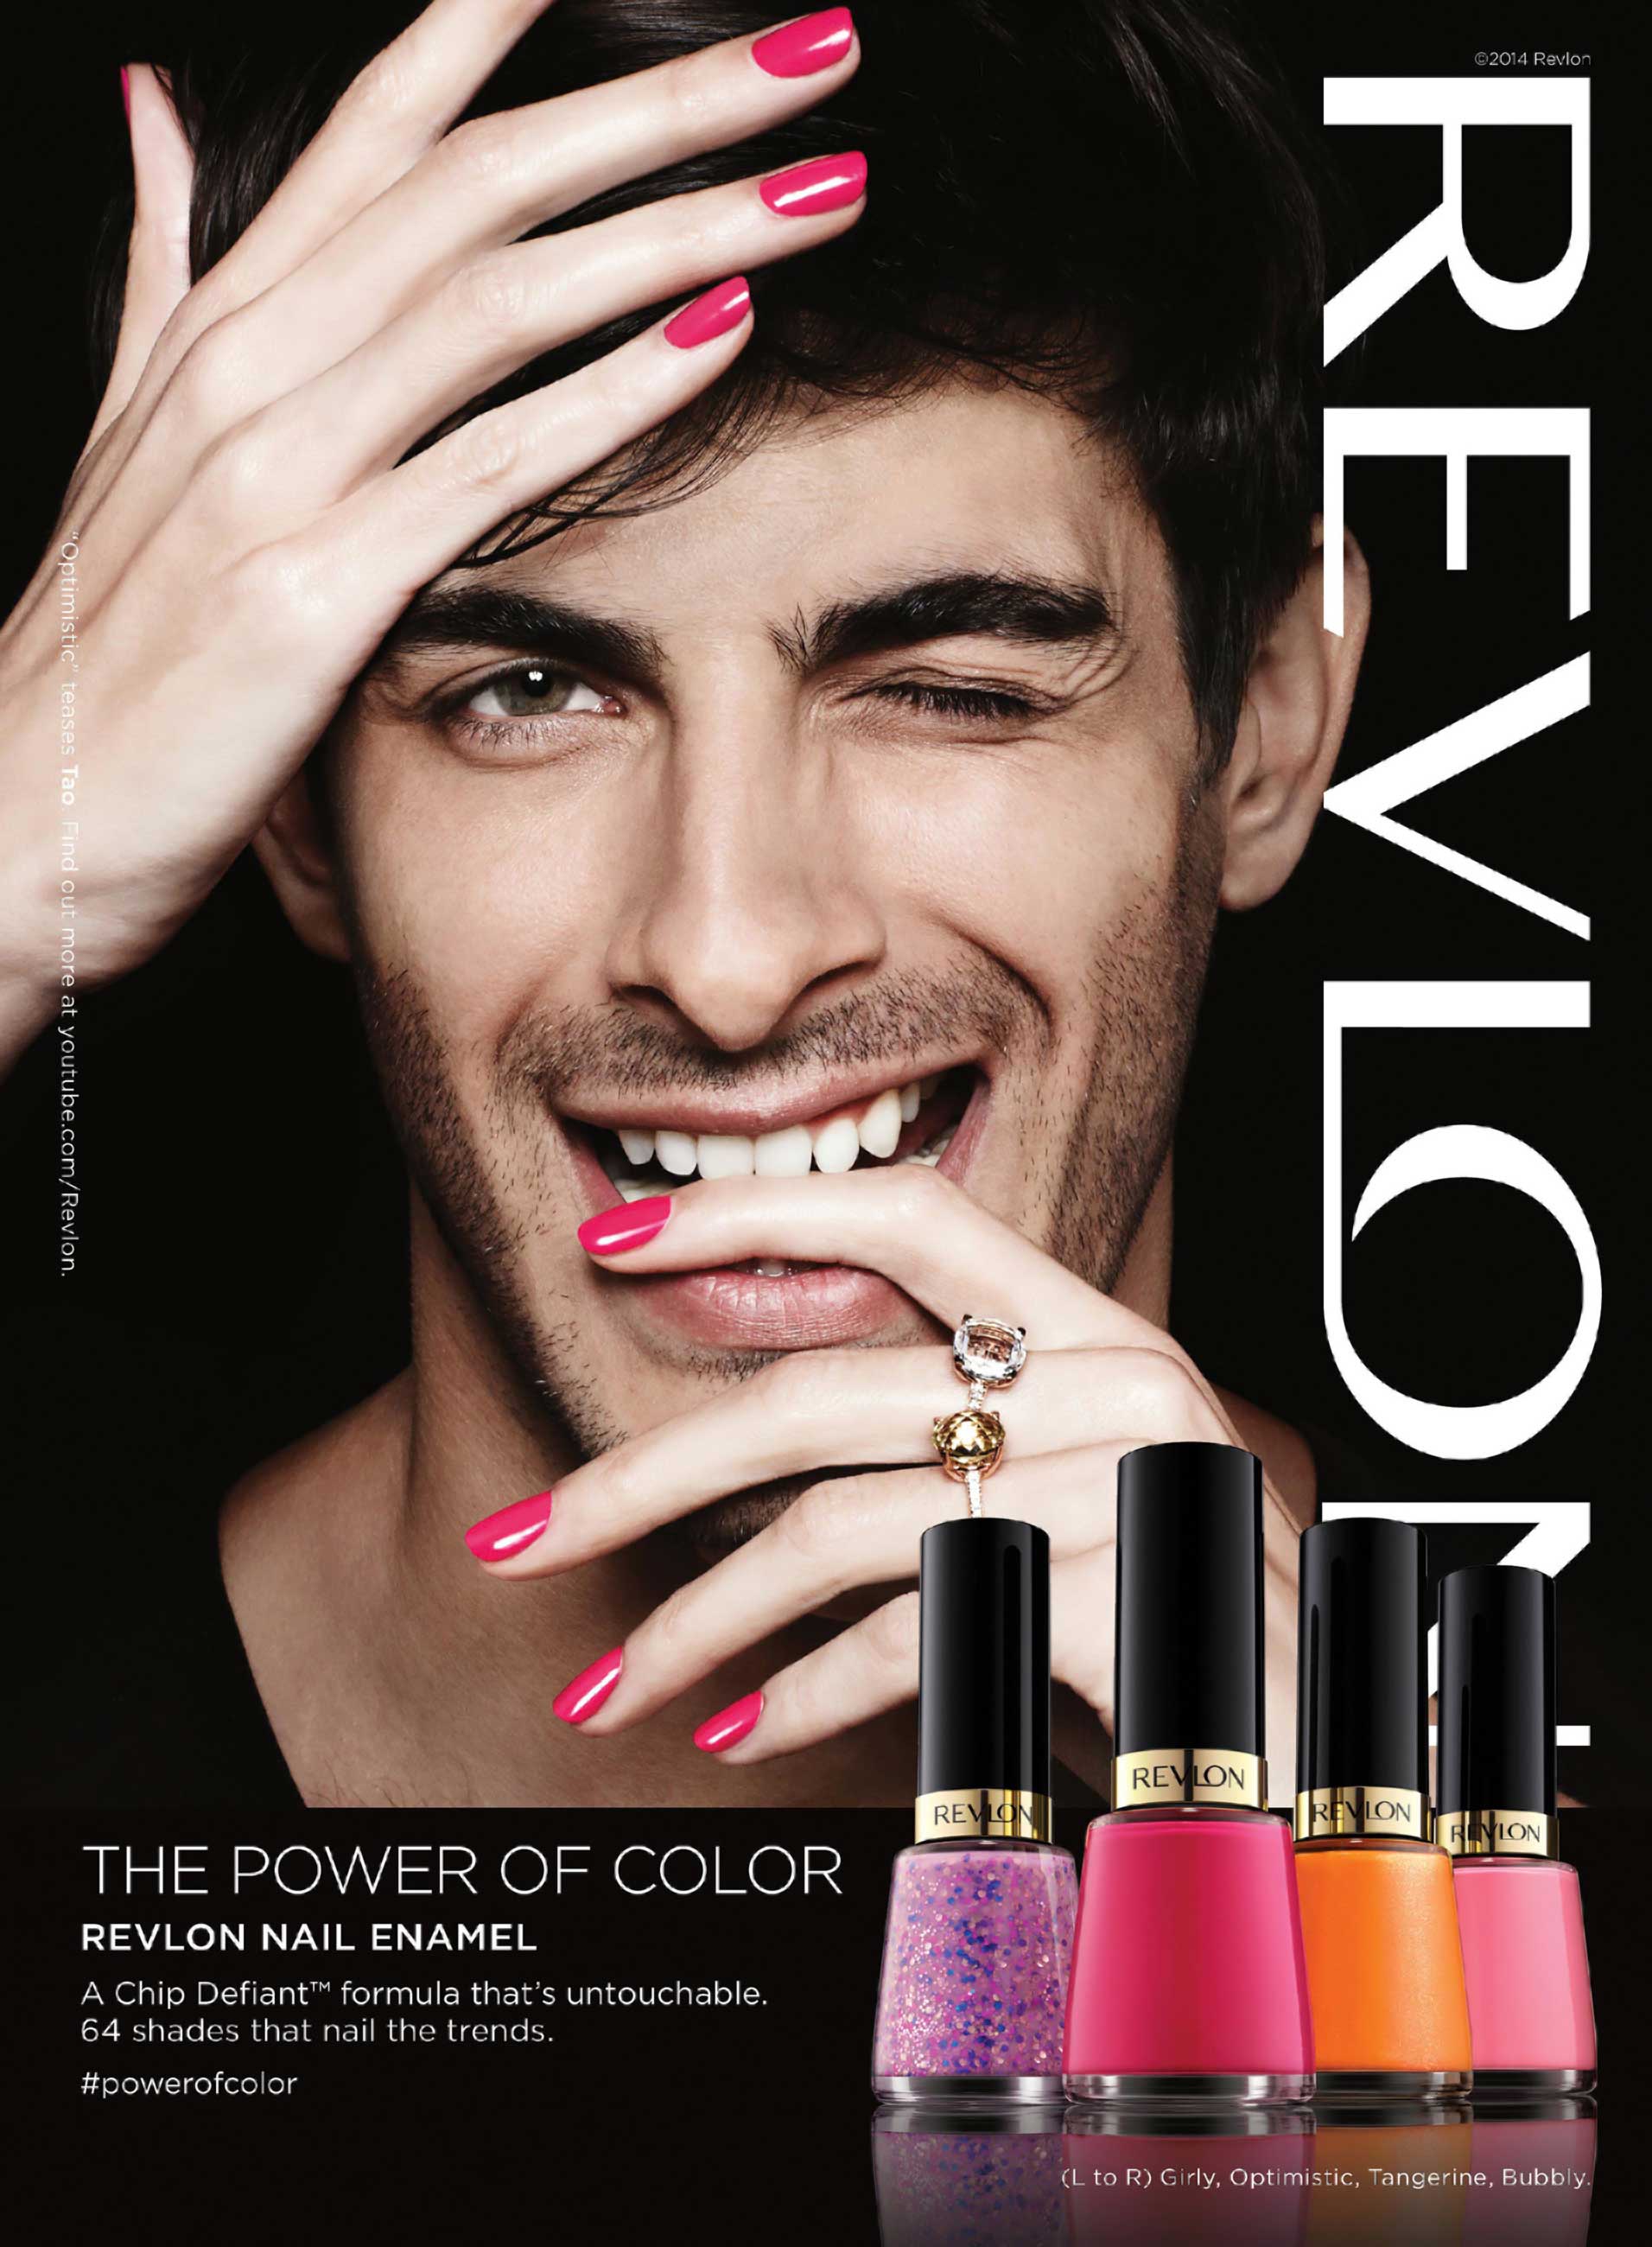 ©2014 Revlon
REVLON
"Optimistic" teases Tao. Find out more at youtube.com/Revlon.
REVLON
REVLON
REVLON
REVLON
THE POWER OF COLOR
REVLON NAIL ENAMEL
A Chip Defiant™ formula that's untouchable.
64 shades that nail the trends.
#powerofcolor
(L to R) Girly, Optimistic, Tangerine, Bubbly.